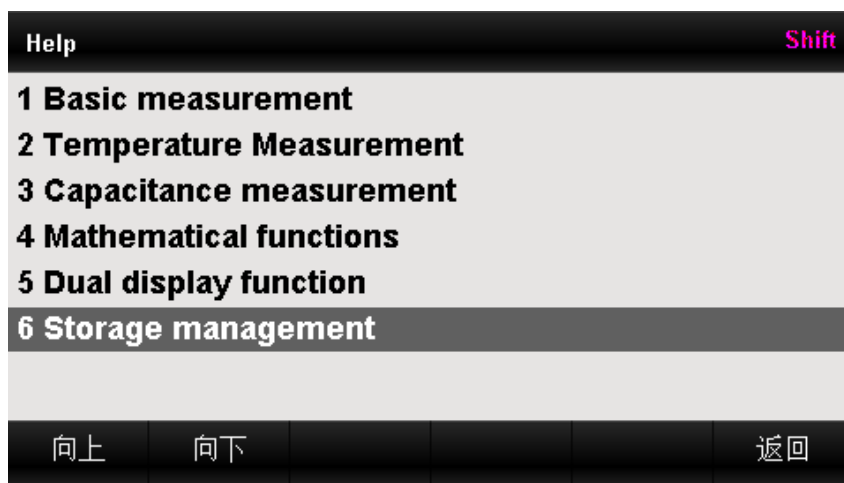 Help Shift
1 Basic measurement
2 Temperature Measurement
3 Capacitance measurement
4 Mathematical functions
5 Dual display function
6 Storage management
向上 向下 返回